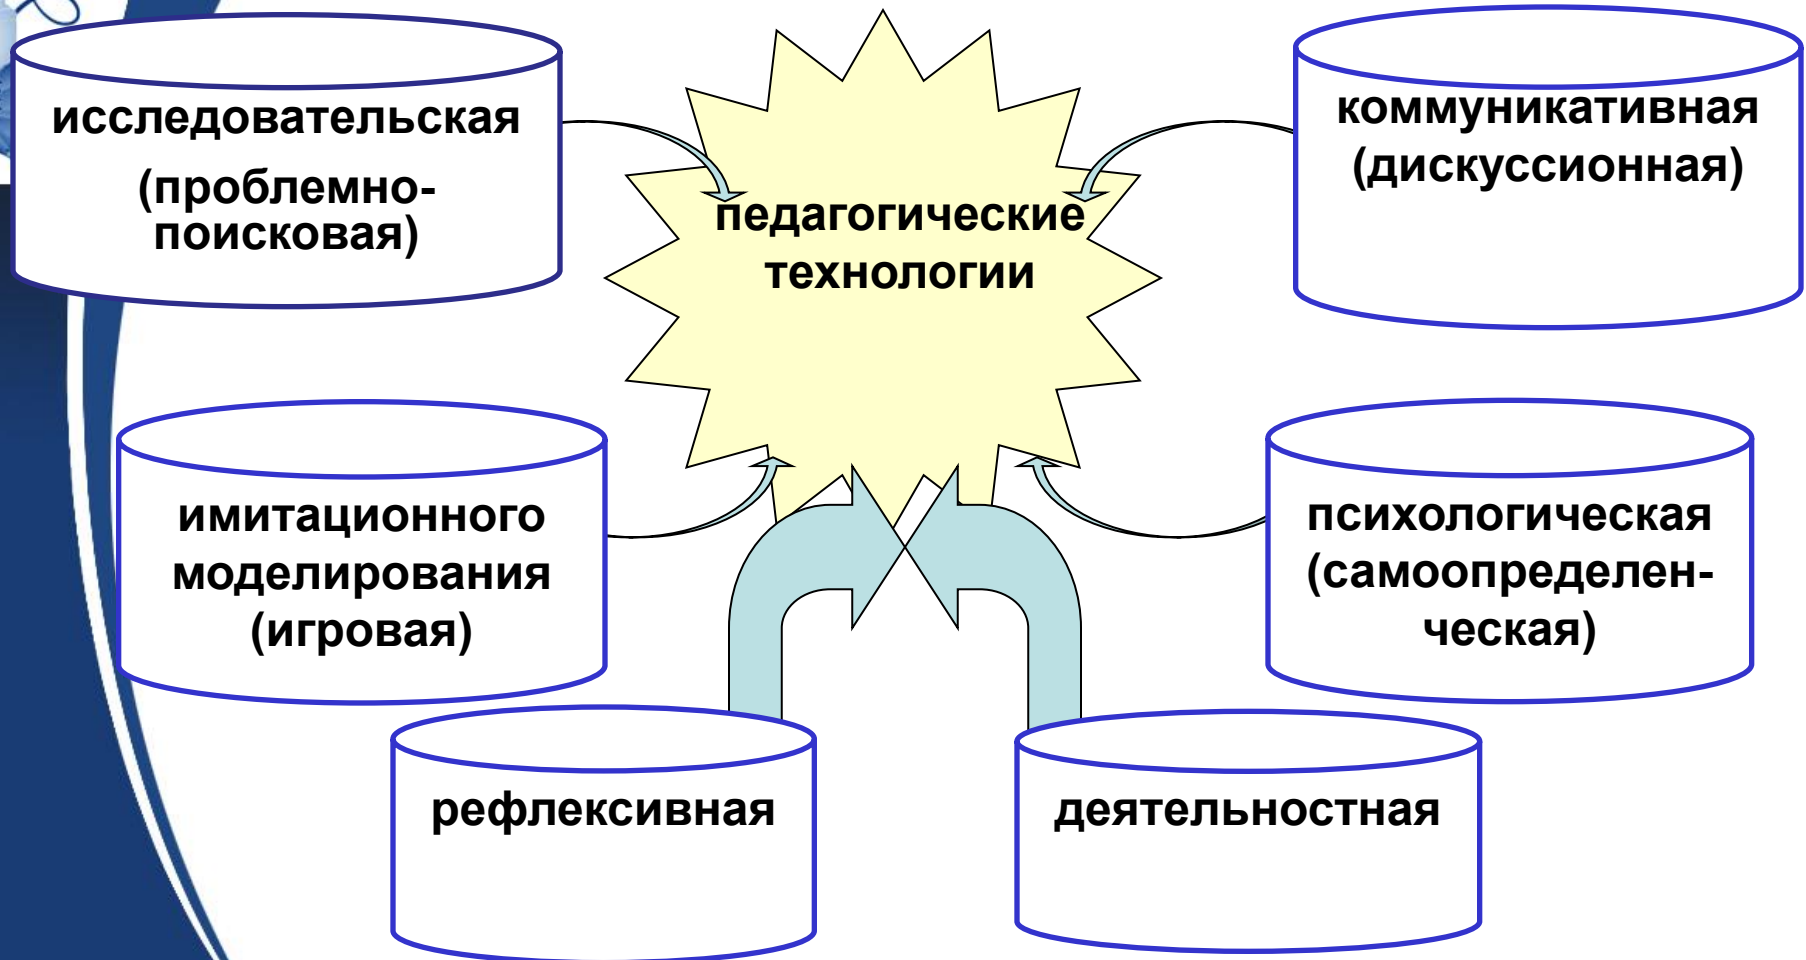 исследовательская
(проблемно-
поисковая)
педагогические
технологии
коммуникативная
(дискуссионная)
имитационного
моделирования
(игровая)
психологическая
(самоопределен-
ческая)
рефлексивная
деятельностная